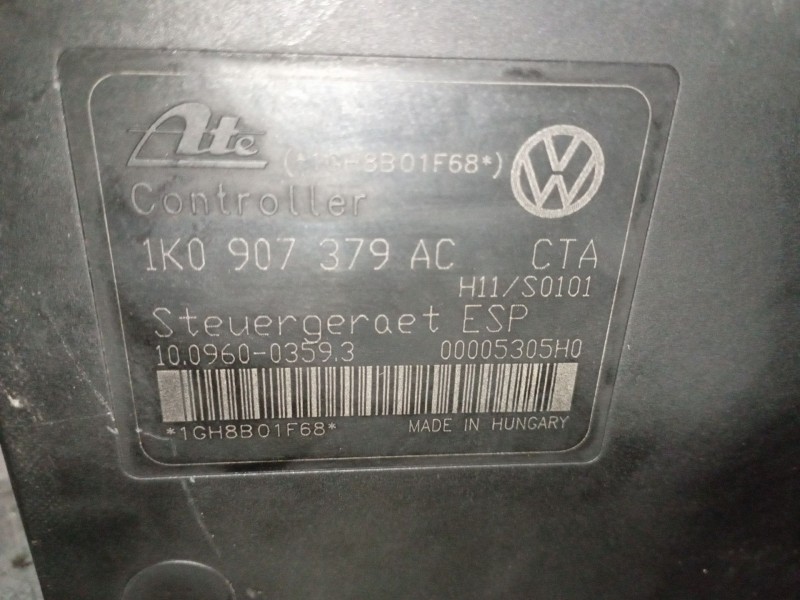 Ate (*1GH8B01F68*)
Controller
1K0 907 379 AC CTA
H11/S0101
Steuergeraet ESP
10.0960-0359.3 00005305H0
*1GH8B01F68* MADE IN HUNGARY